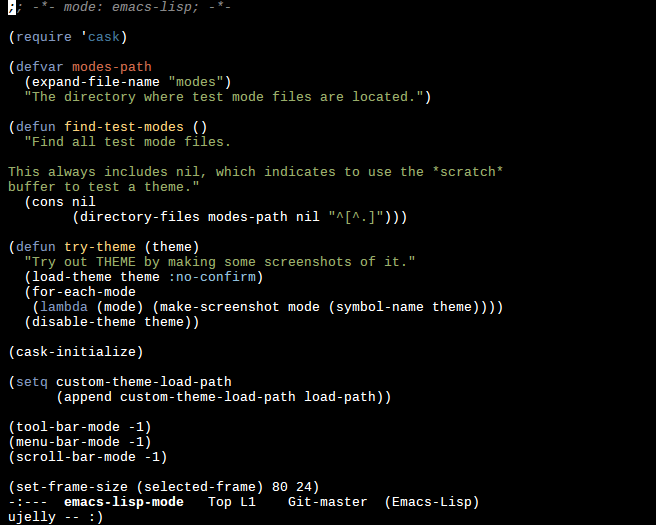 ;; -*- mode: emacs-lisp; -*-

(require 'cask)

(defvar modes-path
  (expand-file-name "modes")
  "The directory where test mode files are located.")

(defun find-test-modes ()
  "Find all test mode files.

This always includes nil, which indicates to use the *scratch*
buffer to test a theme."
  (cons nil
        (directory-files modes-path nil "^[^.]")))

(defun try-theme (theme)
  "Try out THEME by making some screenshots of it."
  (load-theme theme :no-confirm)
  (for-each-mode
   (lambda (mode) (make-screenshot mode (symbol-name theme))))
  (disable-theme theme))

(cask-initialize)

(setq custom-theme-load-path
      (append custom-theme-load-path load-path))

(tool-bar-mode -1)
(menu-bar-mode -1)
(scroll-bar-mode -1)

(set-frame-size (selected-frame) 80 24)
-:---  emacs-lisp-mode   Top L1    Git-master  (Emacs-Lisp)
ujelly -- :)